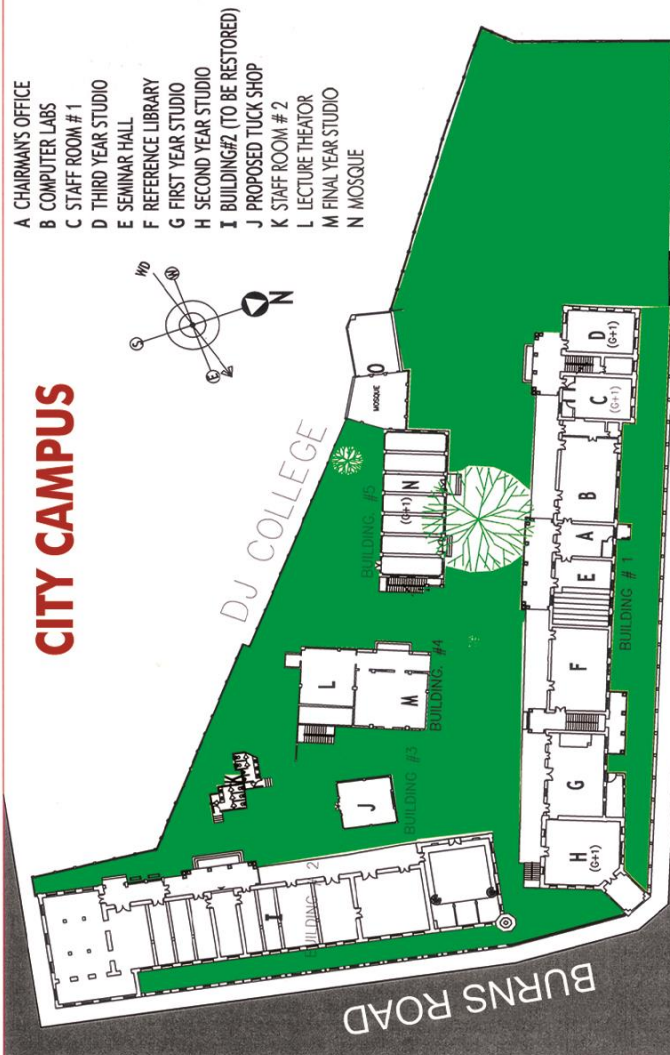 CITY CAMPUS
A CHAIRMAN'S OFFICE
B COMPUTER LABS
C STAFF ROOM # 1
D THIRD YEAR STUDIO
E SEMINAR HALL
F REFERENCE LIBRARY
G FIRST YEAR STUDIO
H SECOND YEAR STUDIO
I BUILDING#2 (TO BE RESTORED)
J PROPOSED TUCK SHOP
K STAFF ROOM # 2
L LECTURE THEATOR
M FINAL YEAR STUDIO
N MOSQUE
WD
W
S
E
N
DJ COLLEGE
MOSQUE
O
BUILDING. #5
N
(G+1)
BUILDING. #4
L
M
K
BUILDING #3
J
BUILDING 2
I
BUILDING # 1
H
(G+1)
G
F
E
A
B
C
(G+1)
D
(G+1)
BURNS ROAD